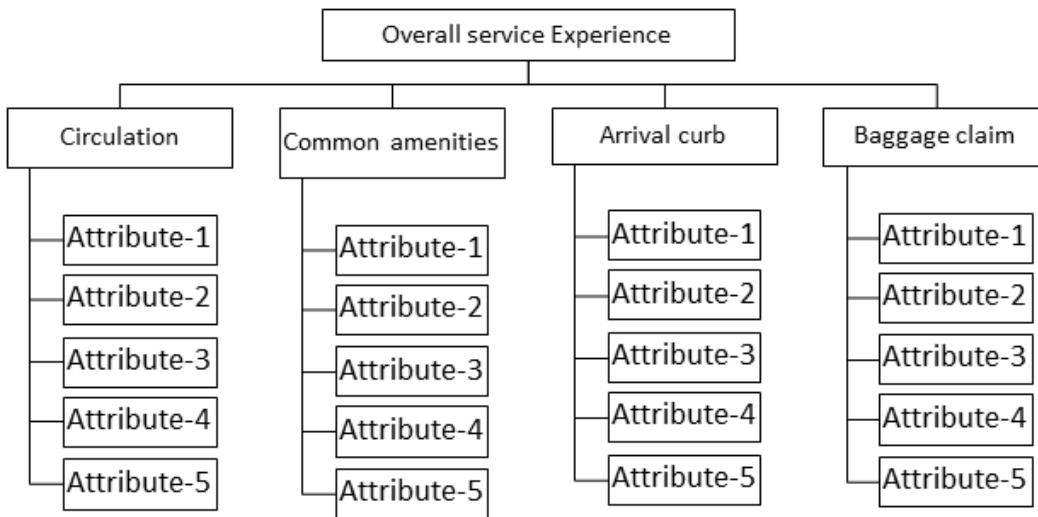 Overall service Experience
Circulation
Common amenities
Arrival curb
Baggage claim
Attribute-1
Attribute-2
Attribute-3
Attribute-4
Attribute-5
Attribute-1
Attribute-2
Attribute-3
Attribute-4
Attribute-5
Attribute-1
Attribute-2
Attribute-3
Attribute-4
Attribute-5
Attribute-1
Attribute-2
Attribute-3
Attribute-4
Attribute-5